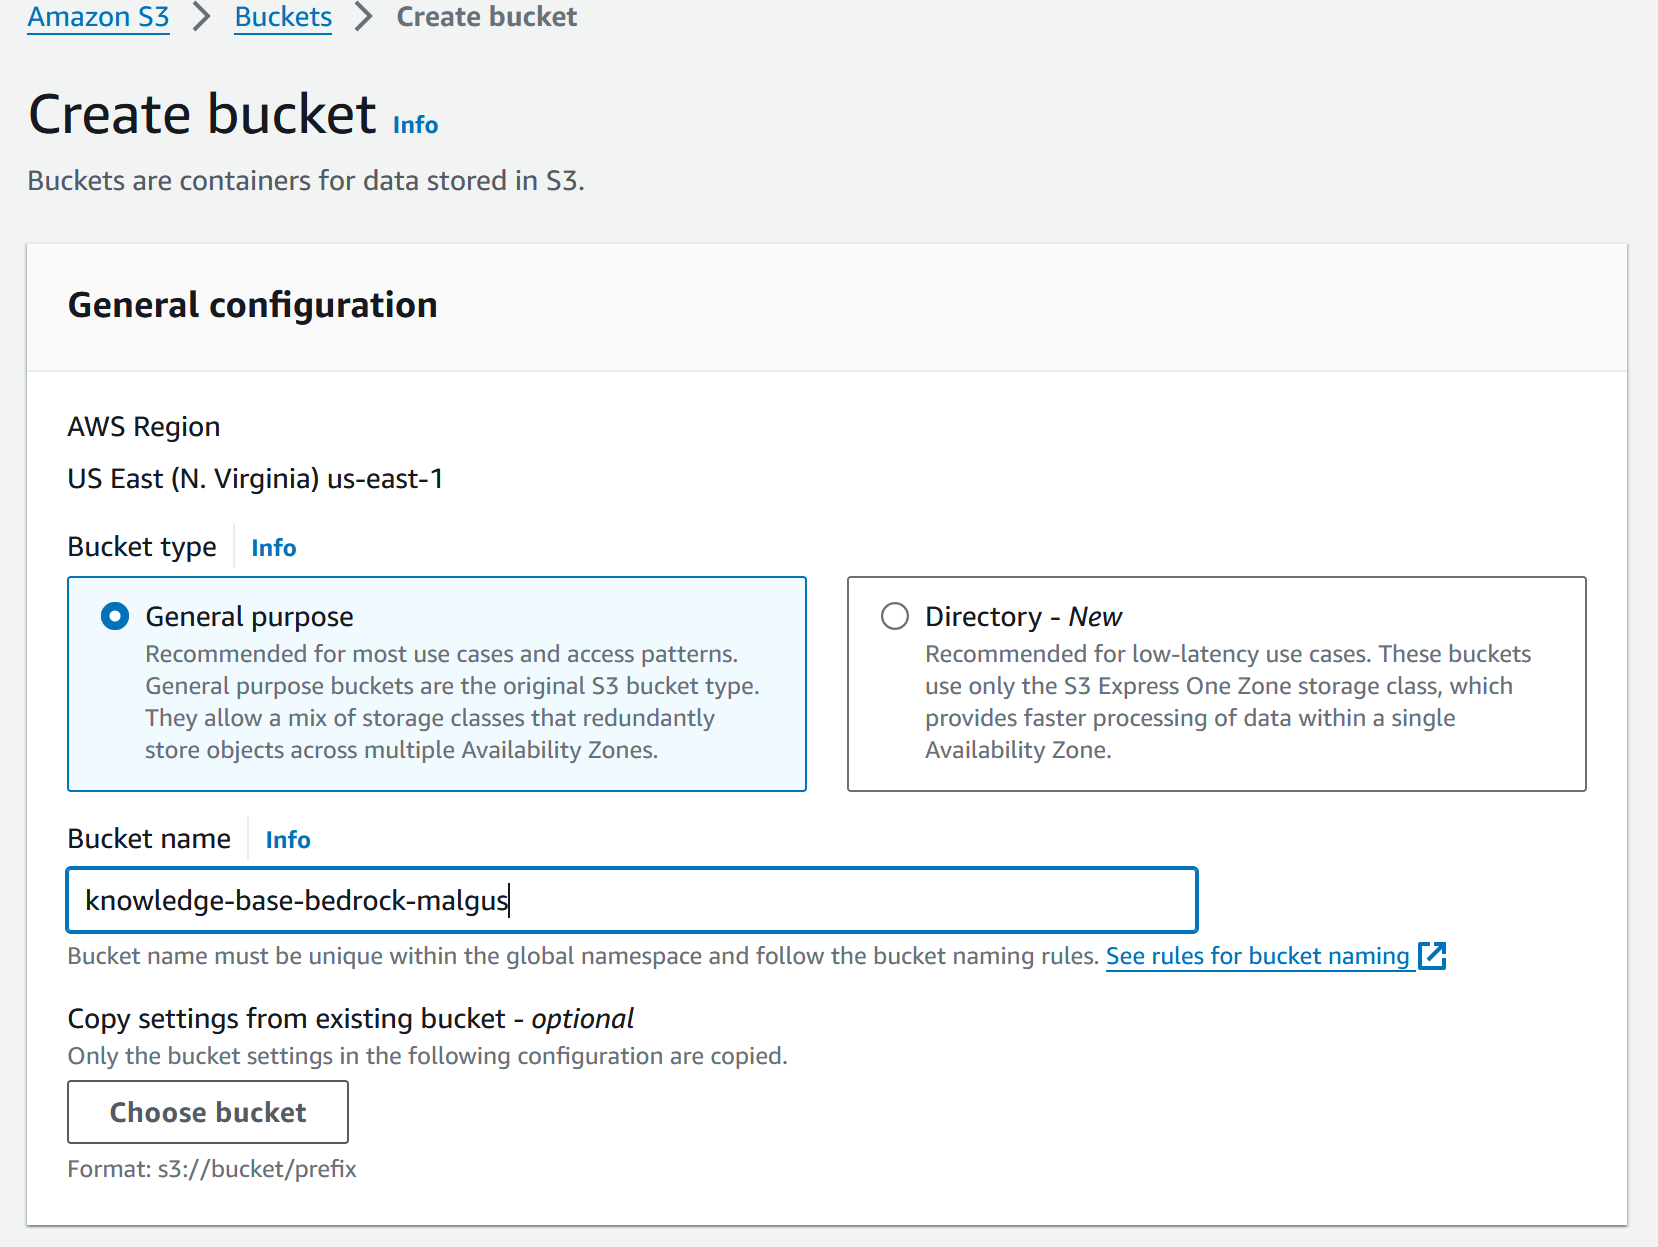 Amazon S3 > Buckets > Create bucket
Create bucket Info
Buckets are containers for data stored in S3.
General configuration
AWS Region
US East (N. Virginia) us-east-1
Bucket type Info
General purpose
Recommended for most use cases and access patterns.
General purpose buckets are the original S3 bucket type.
They allow a mix of storage classes that redundantly
store objects across multiple Availability Zones.
Directory - New
Recommended for low-latency use cases. These buckets
use only the S3 Express One Zone storage class, which
provides faster processing of data within a single
Availability Zone.
Bucket name Info
knowledge-base-bedrock-malgus
Bucket name must be unique within the global namespace and follow the bucket naming rules. See rules for bucket naming
Copy settings from existing bucket - optional
Only the bucket settings in the following configuration are copied.
Choose bucket
Format: s3://bucket/prefix